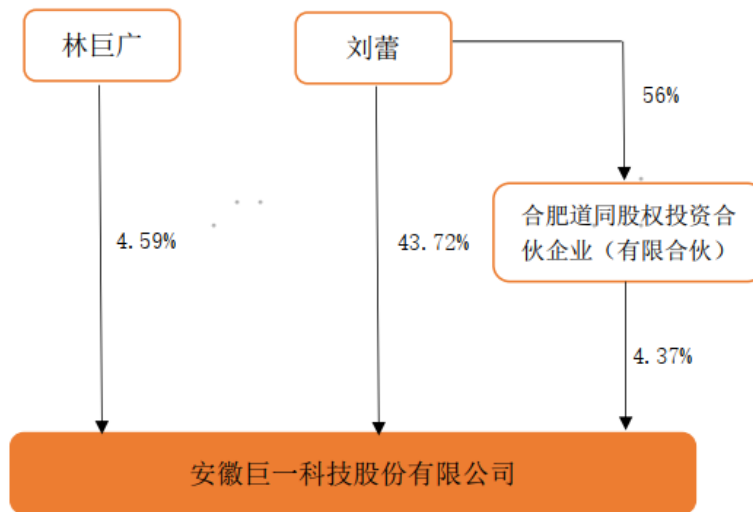 林巨广
刘蕾
56%
合肥道同股权投资合
伙企业（有限合伙）
4.59%
43.72%
4.37%
安徽巨一科技股份有限公司